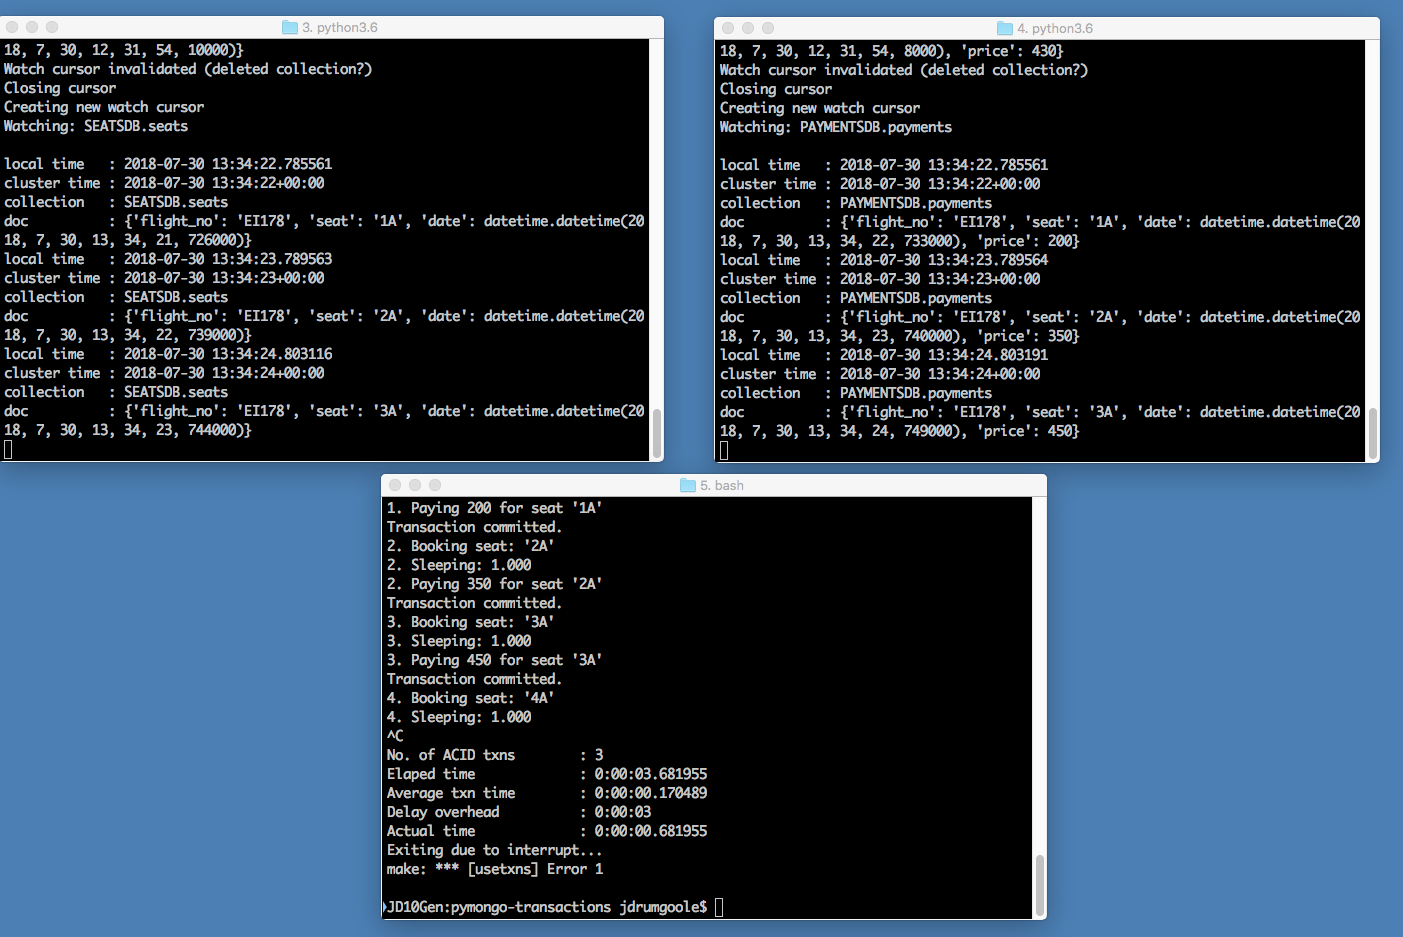 3. python3.6
18, 7, 30, 12, 31, 54, 10000)}
Watch cursor invalidated (deleted collection?)
Closing cursor
Creating new watch cursor
Watching: SEATSDB.seats
local time   : 2018-07-30 13:34:22.785561
cluster time : 2018-07-30 13:34:22+00:00
collection   : SEATSDB.seats
doc          : {'flight_no': 'EI178', 'seat': '1A', 'date': datetime.datetime(20
18, 7, 30, 13, 34, 21, 726000)}
local time   : 2018-07-30 13:34:23.789563
cluster time : 2018-07-30 13:34:23+00:00
collection   : SEATSDB.seats
doc          : {'flight_no': 'EI178', 'seat': '2A', 'date': datetime.datetime(20
18, 7, 30, 13, 34, 22, 739000)}
local time   : 2018-07-30 13:34:24.803116
cluster time : 2018-07-30 13:34:24+00:00
collection   : SEATSDB.seats
doc          : {'flight_no': 'EI178', 'seat': '3A', 'date': datetime.datetime(20
18, 7, 30, 13, 34, 23, 744000)}
4. python3.6
18, 7, 30, 12, 31, 54, 8000), 'price': 430}
Watch cursor invalidated (deleted collection?)
Closing cursor
Creating new watch cursor
Watching: PAYMENTSDB.payments
local time   : 2018-07-30 13:34:22.785561
cluster time : 2018-07-30 13:34:22+00:00
collection   : PAYMENTSDB.payments
doc          : {'flight_no': 'EI178', 'seat': '1A', 'date': datetime.datetime(20
18, 7, 30, 13, 34, 22, 733000), 'price': 200}
local time   : 2018-07-30 13:34:23.789564
cluster time : 2018-07-30 13:34:23+00:00
collection   : PAYMENTSDB.payments
doc          : {'flight_no': 'EI178', 'seat': '2A', 'date': datetime.datetime(20
18, 7, 30, 13, 34, 23, 740000), 'price': 350}
local time   : 2018-07-30 13:34:24.803191
cluster time : 2018-07-30 13:34:24+00:00
collection   : PAYMENTSDB.payments
doc          : {'flight_no': 'EI178', 'seat': '3A', 'date': datetime.datetime(20
18, 7, 30, 13, 34, 24, 749000), 'price': 450}
5. bash
1. Paying 200 for seat '1A'
Transaction committed.
2. Booking seat: '2A'
2. Sleeping: 1.000
2. Paying 350 for seat '2A'
Transaction committed.
3. Booking seat: '3A'
3. Sleeping: 1.000
3. Paying 450 for seat '3A'
Transaction committed.
4. Booking seat: '4A'
4. Sleeping: 1.000
^C
No. of ACID txns        : 3
Elaped time             : 0:00:03.681955
Average txn time        : 0:00:00.170489
Delay overhead          : 0:00:03
Actual time             : 0:00:00.681955
Exiting due to interrupt...
make: *** [usetxns] Error 1
JD10Gen:pymongo-transactions jdrumgoole$